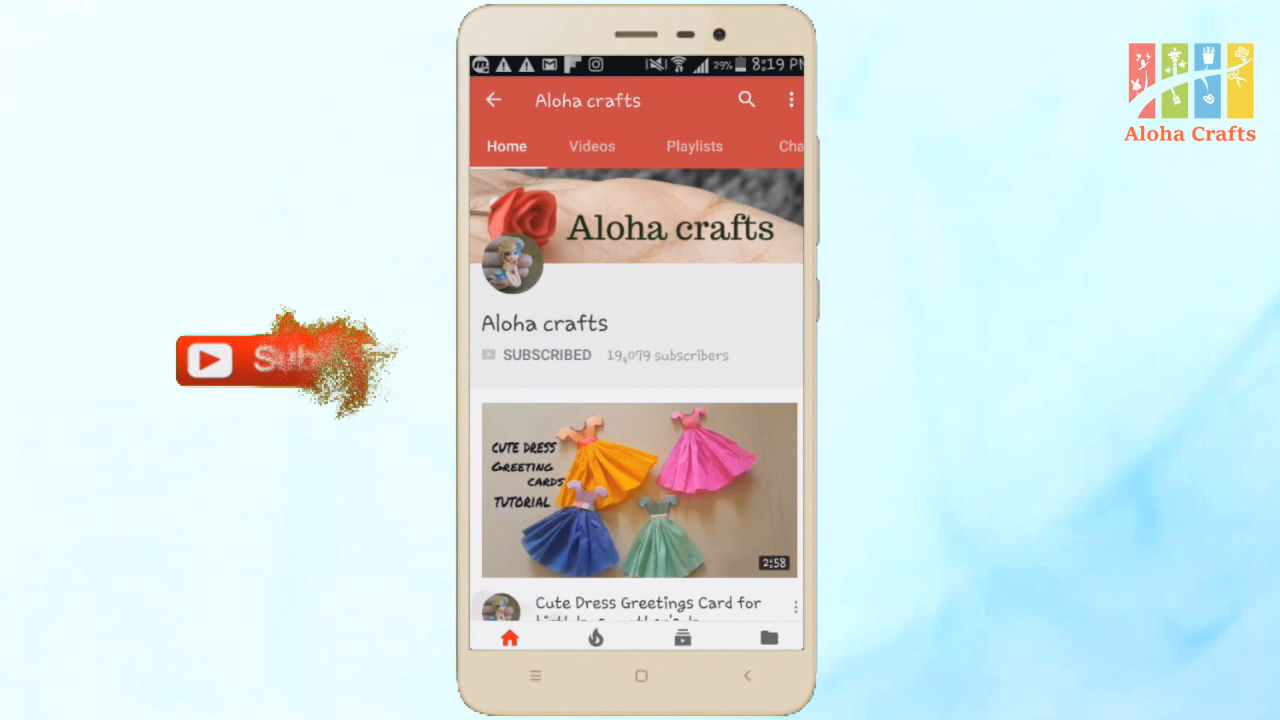 29% 8:19 PM
Aloha crafts
Home Videos Playlists Cha
Aloha crafts
Aloha crafts
SUBSCRIBED 19,079 subscribers
CUTE DRESS
GREETING
CARDS
TUTORIAL
2:58
Cute Dress Greetings Card for
Aloha Crafts